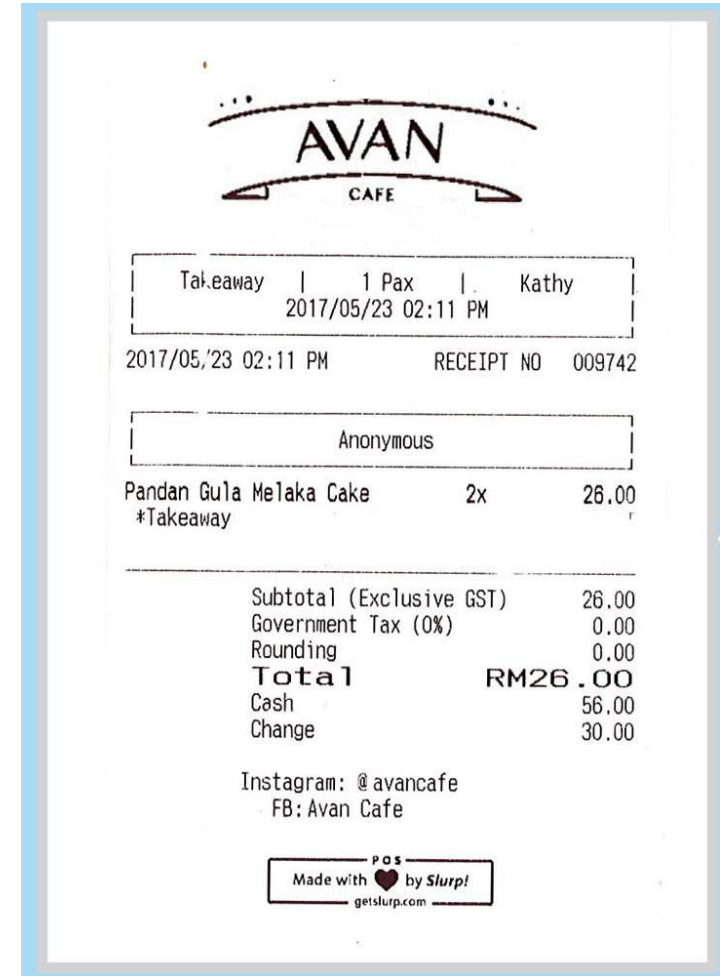 AVAN
CAFE
Takeaway | 1 Pax | Kathy
2017/05/23 02:11 PM
2017/05/23 02:11 PM RECEIPT NO 009742
Anonymous
Pandan Gula Melaka Cake 2x 26.00
*Takeaway
Subtotal (Exclusive GST) 26.00
Government Tax (0%) 0.00
Rounding 0.00
Total RM26.00
Cash 56.00
Change 30.00
Instagram: @avancafe
FB: Avan Cafe
POS
Made with ♥ by Slurp!
getslurp.com